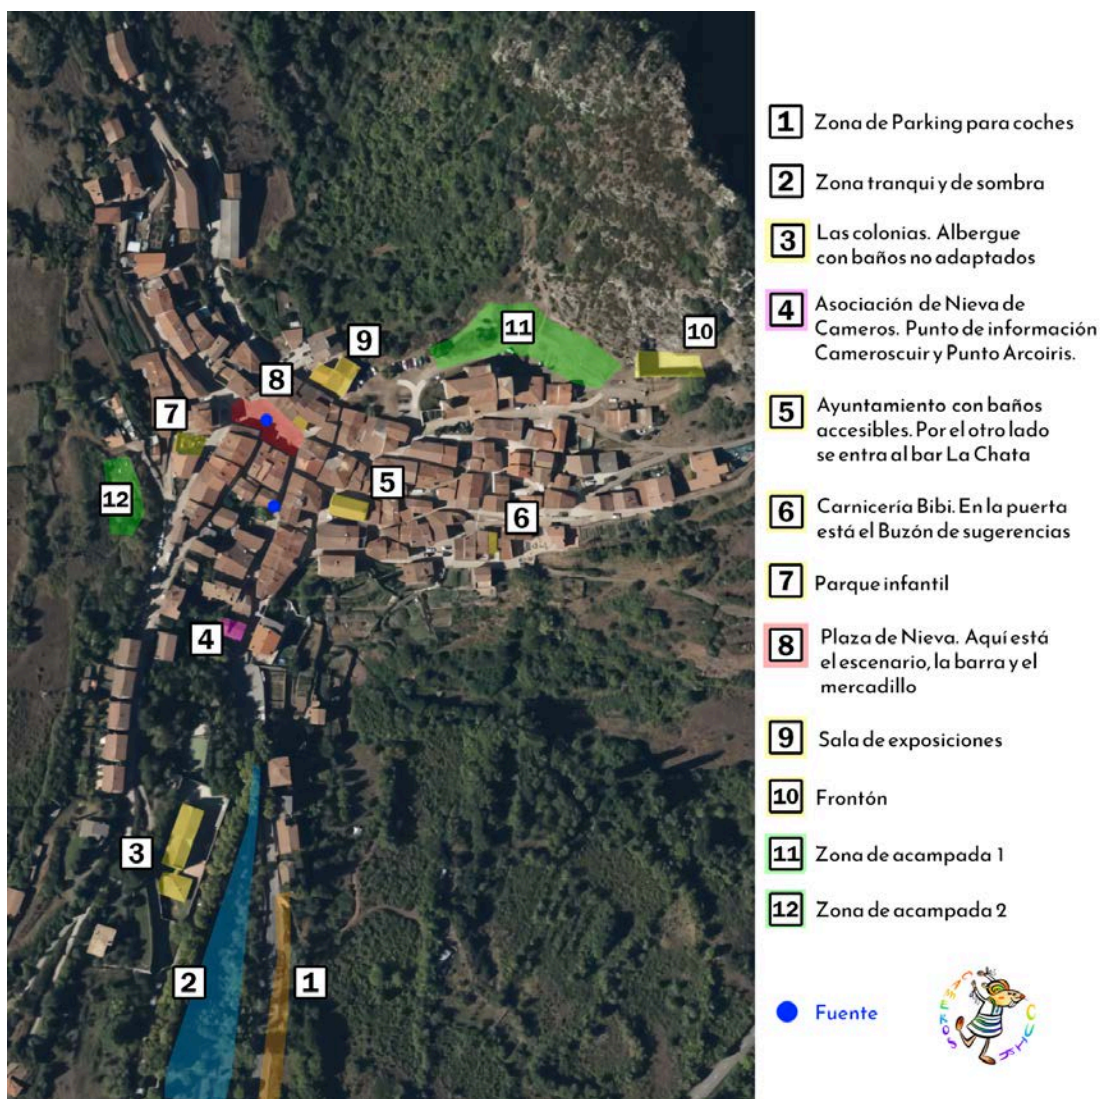 1 Zona de Parking para coches
2 Zona tranqui y de sombra
3 Las colonias. Albergue
con baños no adaptados
4 Asociación de Nieva de
Cameros. Punto de información
Cameroscuir y Punto Arcoiris.
5 Ayuntamiento con baños
accesibles. Por el otro lado
se entra al bar La Chata
6 Carnicería Bibi. En la puerta
está el Buzón de sugerencias
7 Parque infantil
8 Plaza de Nieva. Aquí está
el escenario, la barra y el
mercadillo
9 Sala de exposiciones
10 Frontón
11 Zona de acampada 1
12 Zona de acampada 2
Fuente
CAMEROS
CUIR
10
11
9
8
7
5
12
6
4
3
2
1